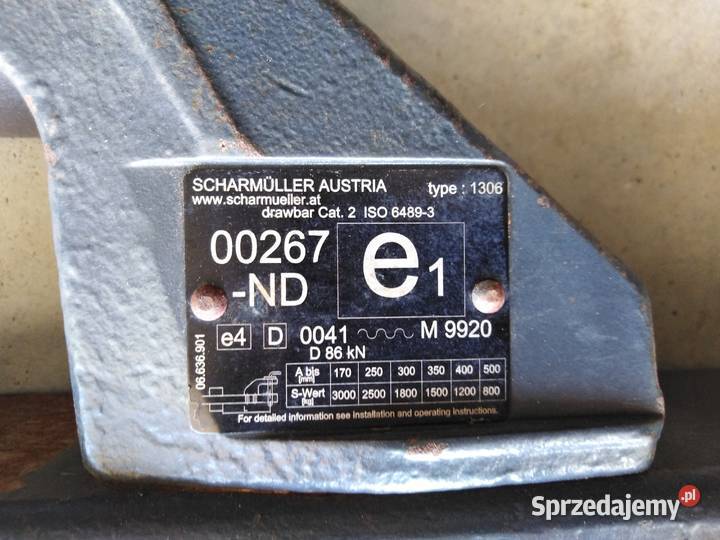 SCHARMÜLLER AUSTRIA type : 1306
www.scharmueller.at
drawbar Cat. 2 ISO 6489-3
00267
-ND
e1
e4 D 0041 M 9920
D 86 kN
A bis [mm] 170 250 300 350 400 500
S-Wert [kg] 3000 2500 1800 1500 1200 800
For detailed information see installation and operating instructions.
06.636.901
Sprzedajemy.pl